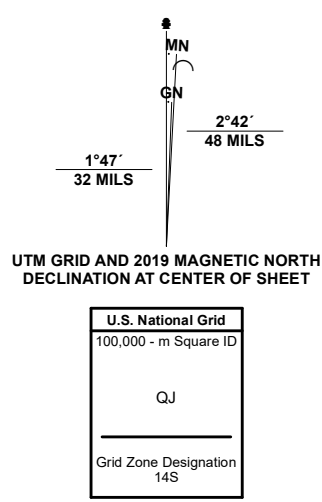 MN
GN
2°42´
48 MILS
1°47´
32 MILS
UTM GRID AND 2019 MAGNETIC NORTH
DECLINATION AT CENTER OF SHEET
U.S. National Grid
100,000 - m Square ID
QJ
Grid Zone Designation
14S